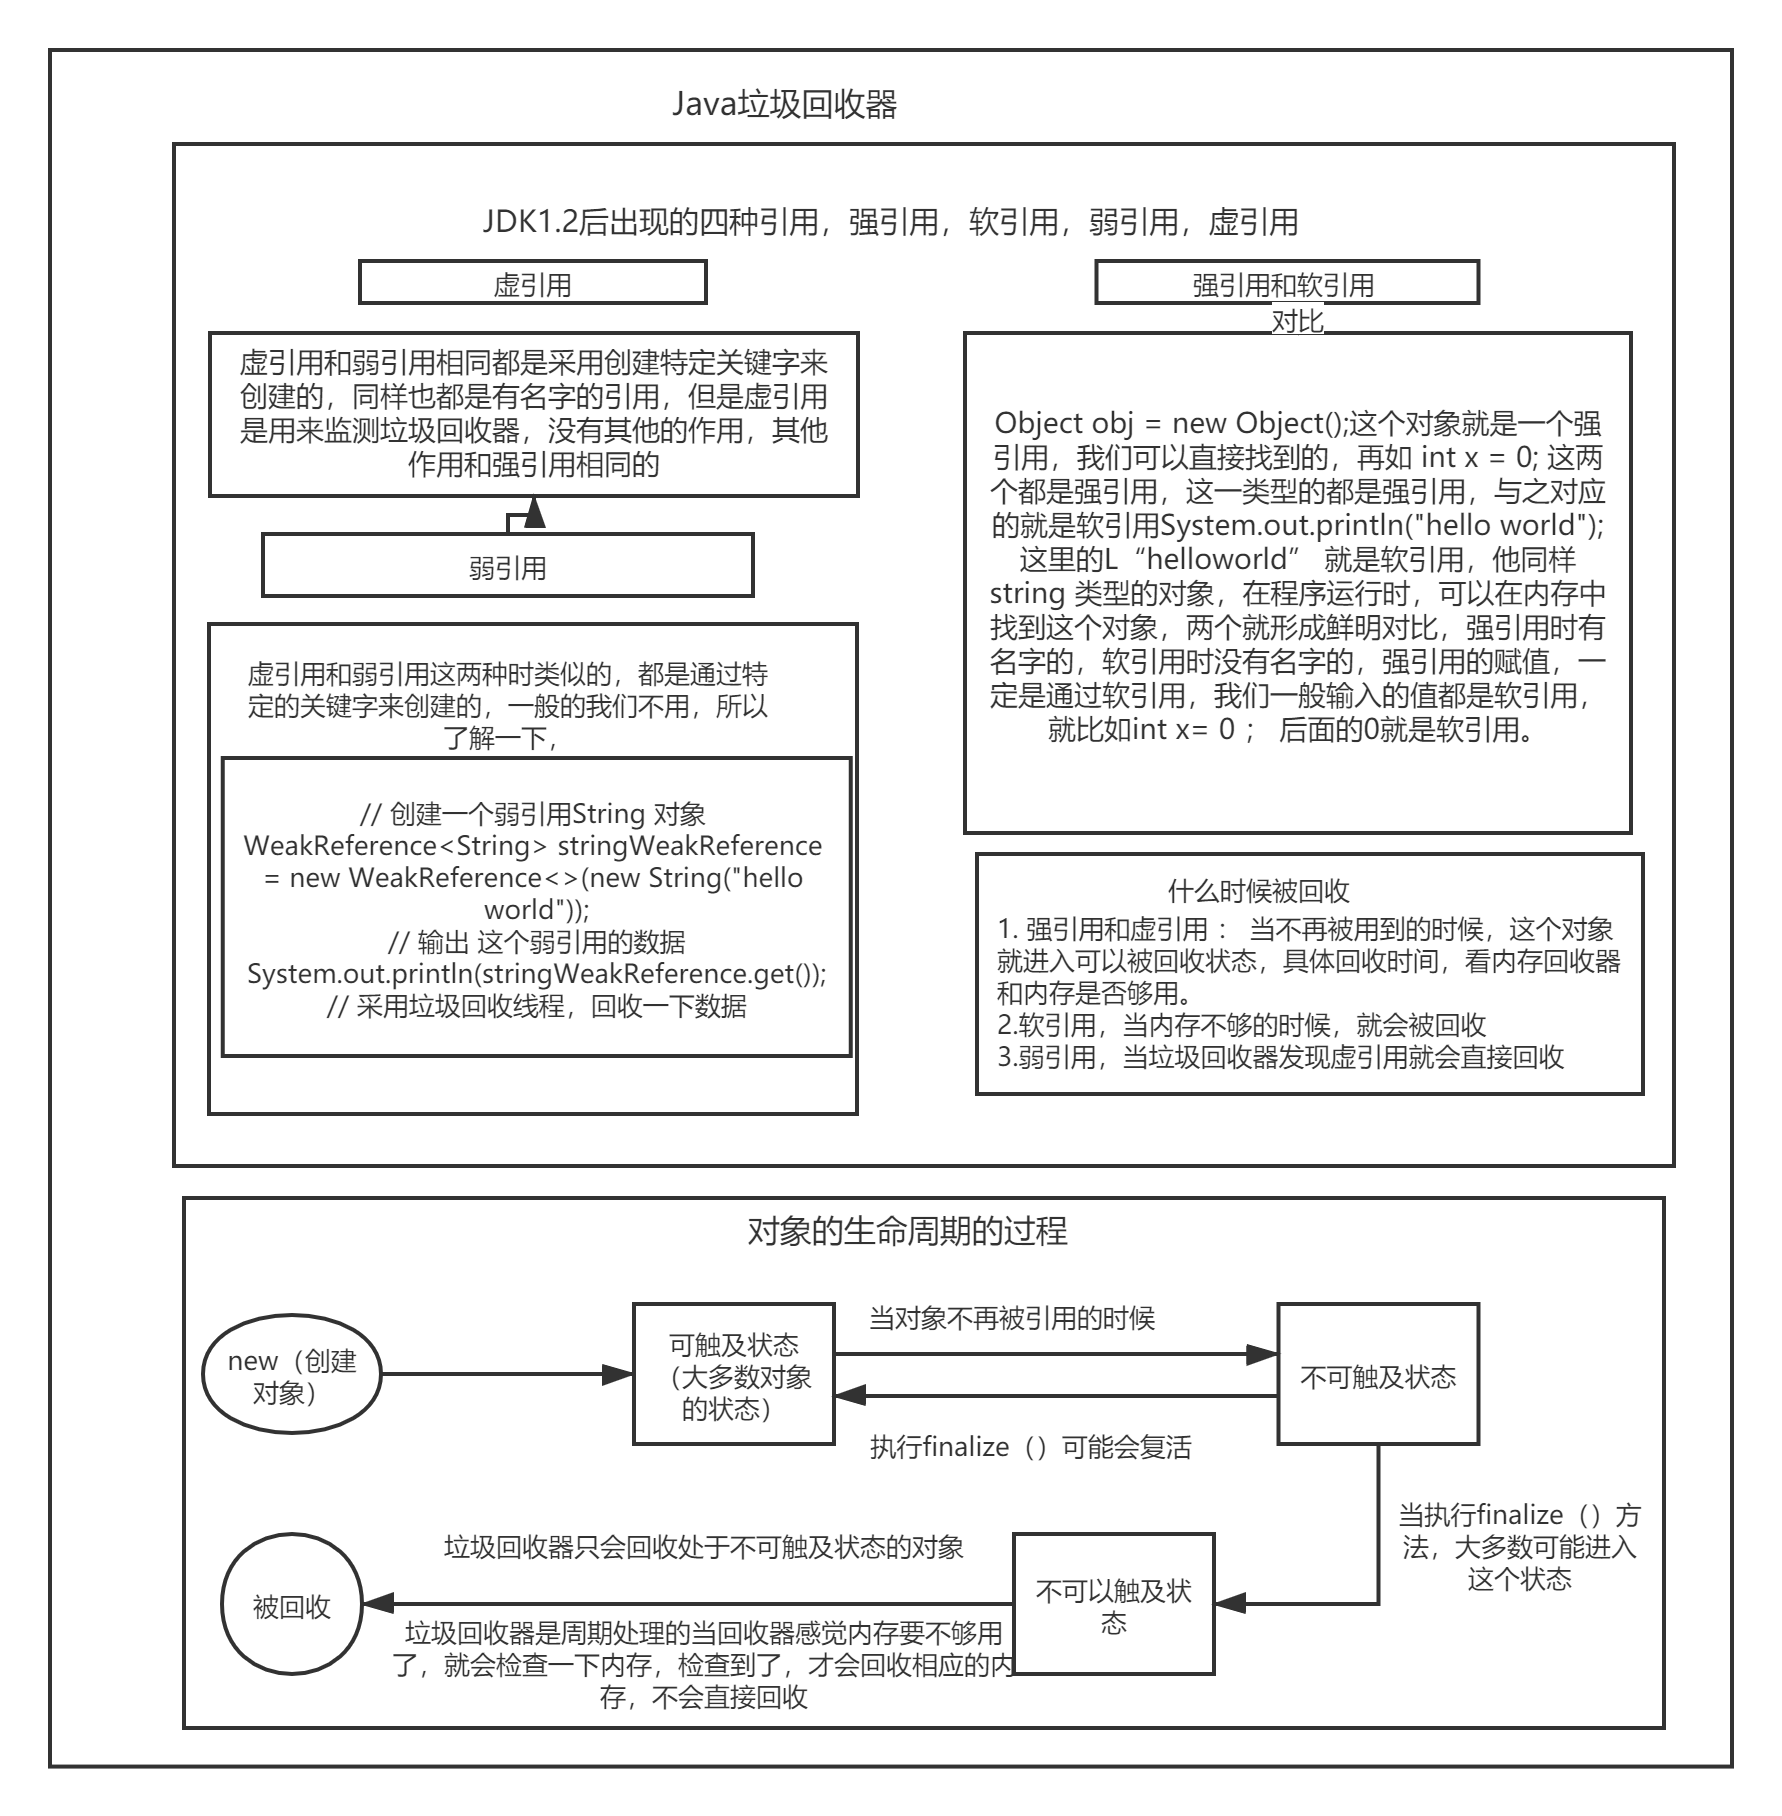 Java垃圾回收器
JDK1.2后出现的四种引用，强引用，软引用，弱引用，虚引用
虚引用
虚引用和弱引用相同都是采用创建特定关键字来
创建的，同样也都是有名字的引用，但是虚引用
是用来监测垃圾回收器，没有其他的作用，其他
作用和强引用相同的
弱引用
虚引用和弱引用这两种时类似的，都是通过特
定的关键字来创建的，一般的我们不用，所以
了解一下，
// 创建一个弱引用String 对象
WeakReference<String> stringWeakReference
= new WeakReference<>(new String("hello
world"));
// 输出 这个弱引用的数据
System.out.println(stringWeakReference.get());
// 采用垃圾回收线程，回收一下数据
强引用和软引用
对比
Object obj = new Object();这个对象就是一个强
引用，我们可以直接找到的，再如 int x = 0; 这两
个都是强引用，这一类型的都是强引用，与之对应
的就是软引用System.out.println("hello world");
这里的L“helloworld” 就是软引用，他同样
string 类型的对象，在程序运行时，可以在内存中
找到这个对象，两个就形成鲜明对比，强引用时有
名字的，软引用时没有名字的，强引用的赋值，一
定是通过软引用，我们一般输入的值都是软引用，
就比如int x= 0 ； 后面的0就是软引用。
什么时候被回收
1. 强引用和虚引用 ： 当不再被用到的时候，这个对象
就进入可以被回收状态，具体回收时间，看内存回收器
和内存是否够用。
2.软引用，当内存不够的时候，就会被回收
3.弱引用，当垃圾回收器发现虚引用就会直接回收
对象的生命周期的过程
new（创建
对象）
可触及状态
（大多数对象
的状态）
当对象不再被引用的时候
执行finalize（）可能会复活
不可触及状态
当执行finalize（）方
法，大多数可能进入
这个状态
不可以触及状
态
垃圾回收器只会回收处于不可触及状态的对象
垃圾回收器是周期处理的当回收器感觉内存要不够用
了，就会检查一下内存，检查到了，才会回收相应的内
存，不会直接回收
被回收